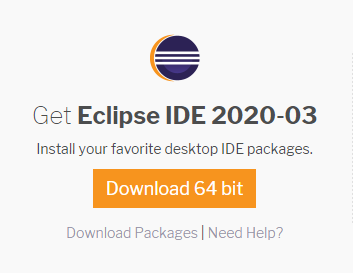 Get Eclipse IDE 2020-03
Install your favorite desktop IDE packages.
Download 64 bit
Download Packages | Need Help?